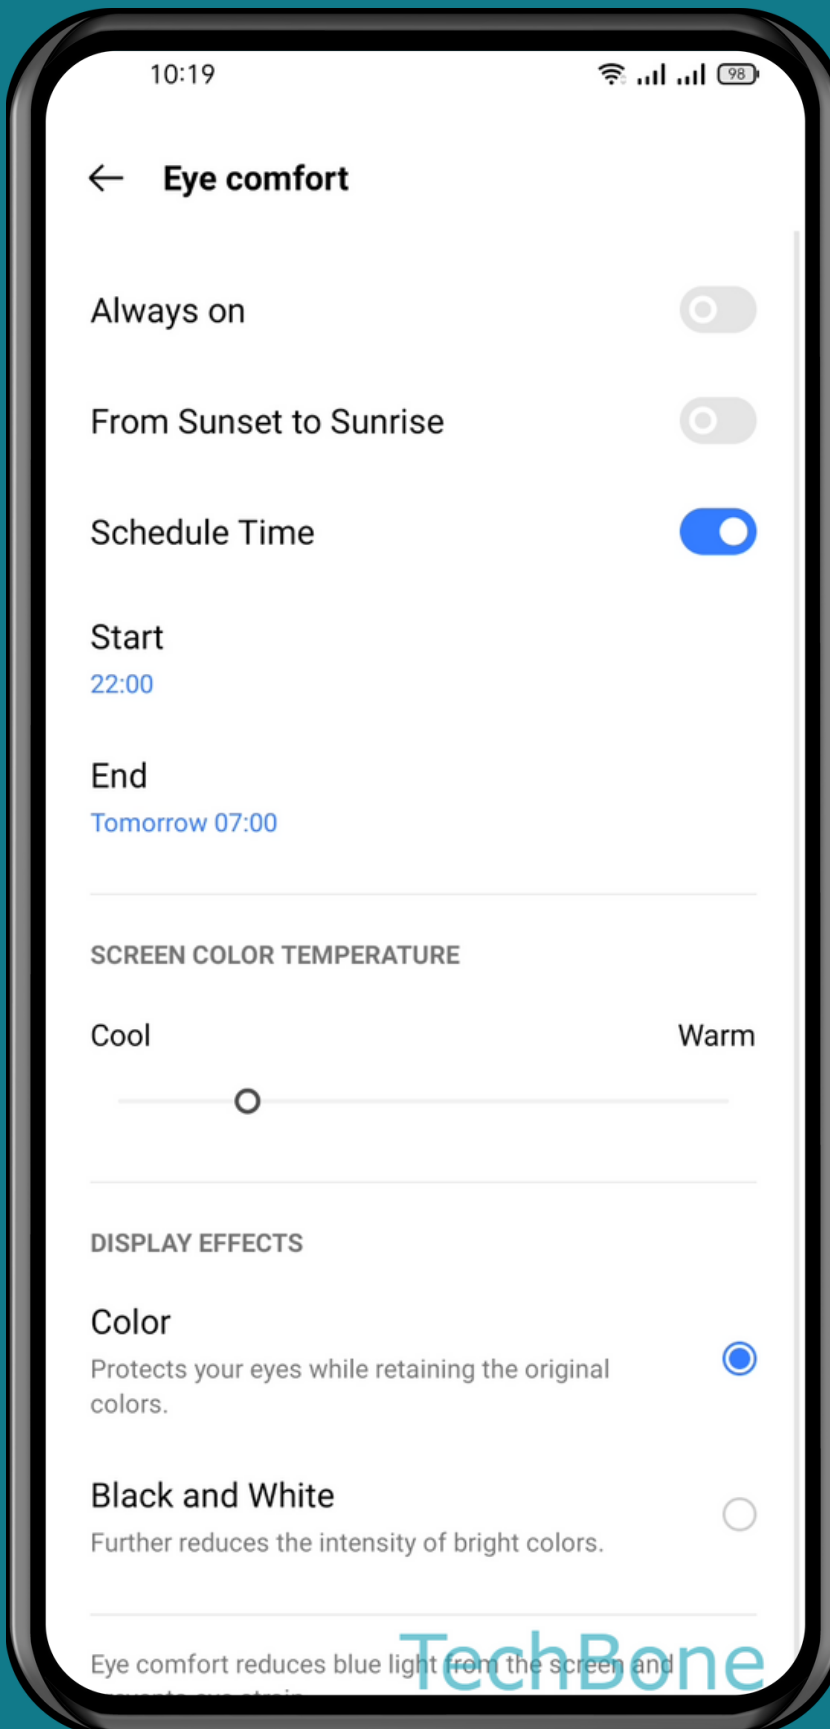 10:19
98
Eye comfort
Always on
From Sunset to Sunrise
Schedule Time
Start
22:00
End
Tomorrow 07:00
SCREEN COLOR TEMPERATURE
Cool Warm
DISPLAY EFFECTS
Color
Protects your eyes while retaining the original
colors.
Black and White
Further reduces the intensity of bright colors.
Eye comfort reduces blue light from the screen and
TechBone